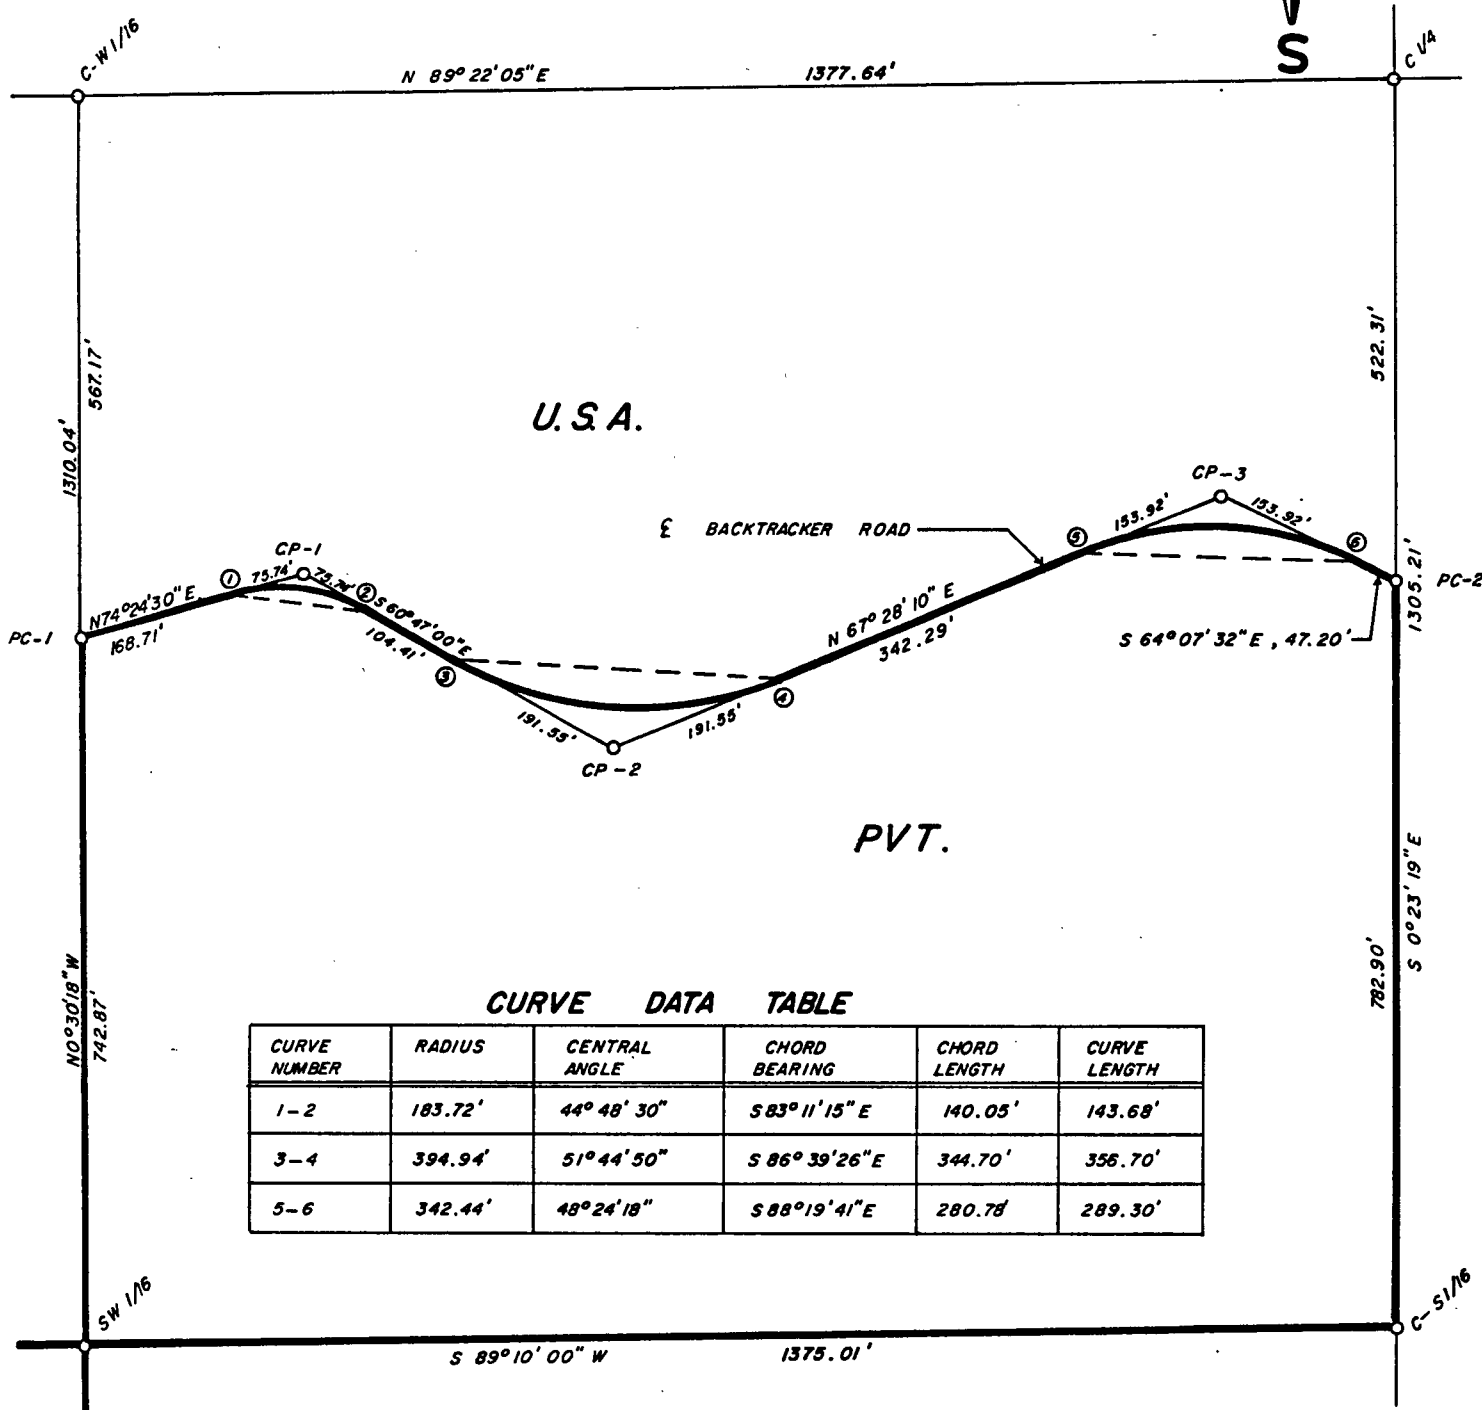 S
C-W 1/16
N 89° 22' 05" E
1377.64'
C 1/4
1310.04'
567.17'
522.31'
U.S.A.
CP-3
153.92'
153.92'
BACKTRACKER ROAD
5
6
CP-1
1
75.74'
75.74'
2
N74°24'30"E
168.71'
PC-1
S 60°47'00"E
104.41'
3
N 67° 28' 10" E
342.29'
S 64° 07' 32" E , 47.20'
1305.21'
PC-2
4
191.55'
191.55'
CP-2
PVT.
S 0° 23' 19" E
782.90'
N0°30'18" W
742.87'
CURVE DATA TABLE
CURVE NUMBER RADIUS CENTRAL ANGLE CHORD BEARING CHORD LENGTH CURVE LENGTH
1-2 183.72' 44° 48' 30" S 83° 11' 15" E 140.05' 143.68'
3-4 394.94' 51° 44' 50" S 86° 39' 26" E 344.70' 356.70'
5-6 342.44' 48° 24' 18" S 88° 19' 41" E 280.78' 289.30'
SW 1/16
C-S1/16
S 89° 10' 00" W
1375.01'